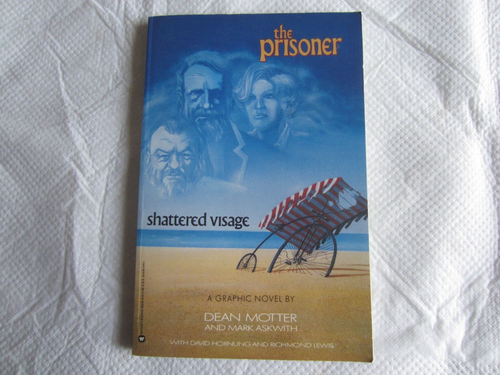 the
prisoner
shattered visage
A GRAPHIC NOVEL BY
DEAN MOTTER
AND MARK ASKWITH
WITH DAVID HORNUNG AND RICHMOND LEWIS